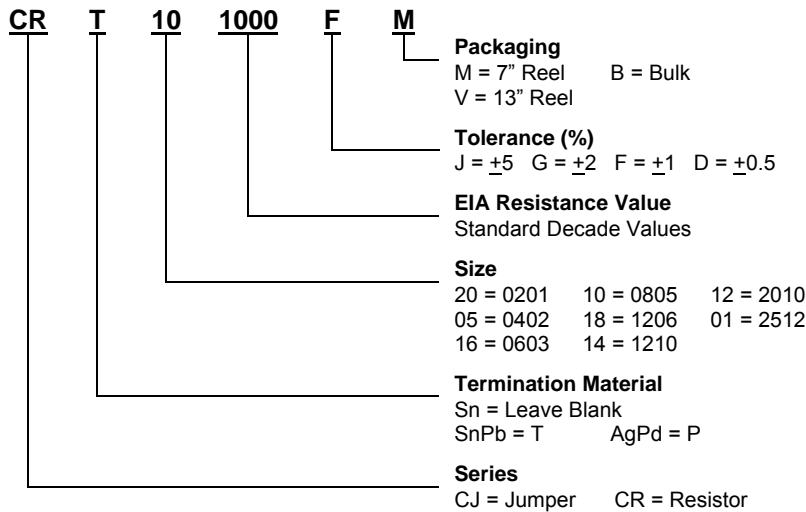 CR T 10 1000 F M
Packaging
M = 7” Reel B = Bulk
V = 13” Reel
Tolerance (%)
J = ±5 G = ±2 F = ±1 D = ±0.5
EIA Resistance Value
Standard Decade Values
Size
20 = 0201 10 = 0805 12 = 2010
05 = 0402 18 = 1206 01 = 2512
16 = 0603 14 = 1210
Termination Material
Sn = Leave Blank
SnPb = T AgPd = P
Series
CJ = Jumper CR = Resistor